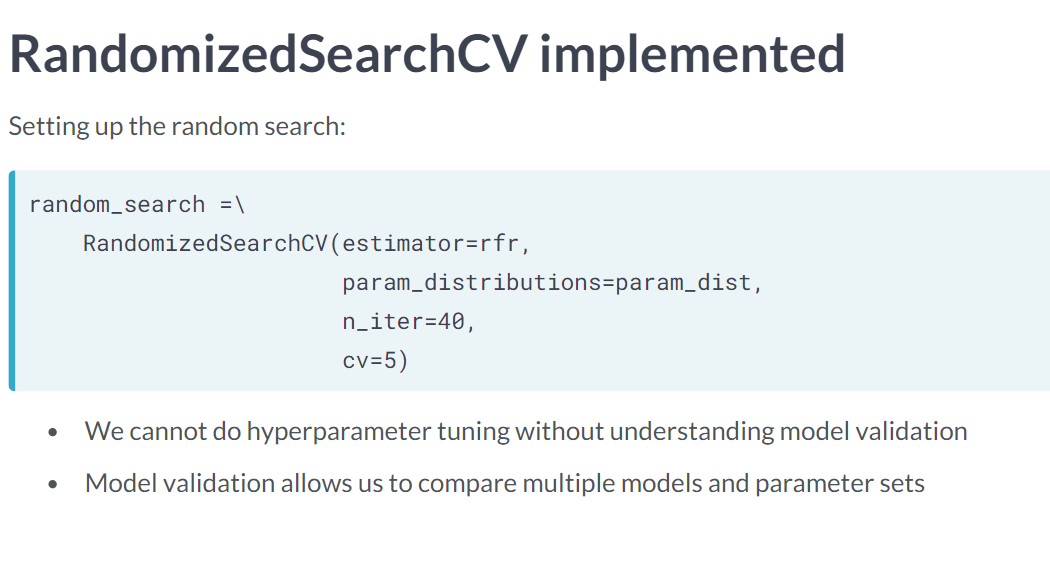 RandomizedSearchCV implemented
Setting up the random search:
random_search =\
    RandomizedSearchCV(estimator=rfr,
                       param_distributions=param_dist,
                       n_iter=40,
                       cv=5)
• We cannot do hyperparameter tuning without understanding model validation
• Model validation allows us to compare multiple models and parameter sets